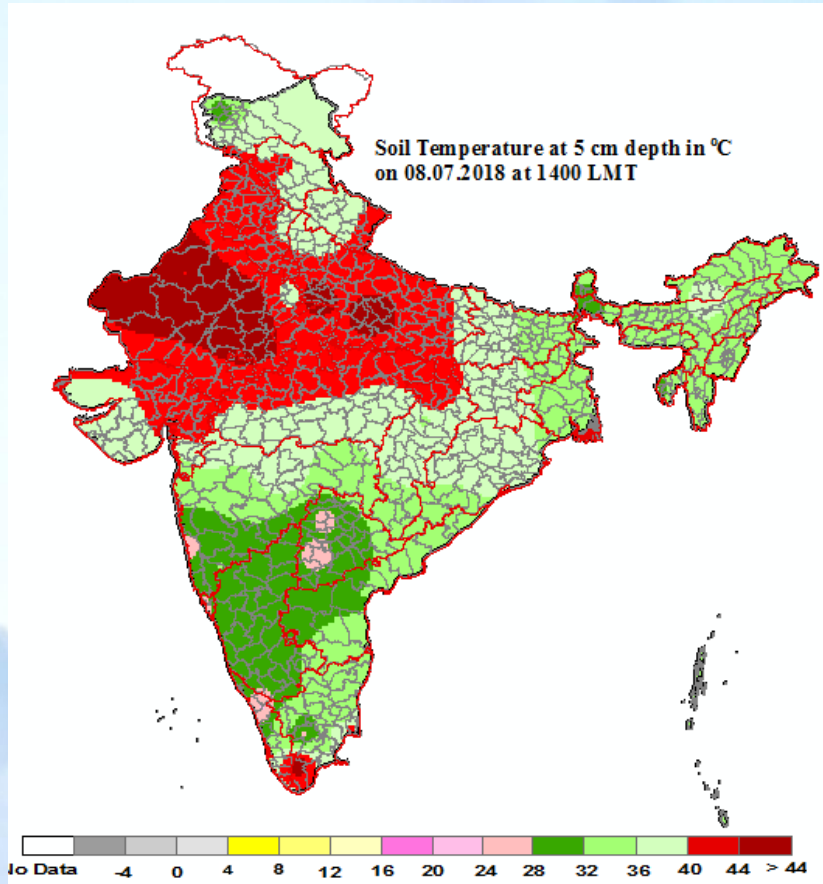 Soil Temperature at 5 cm depth in ⁰C
on 08.07.2018 at 1400 LMT
No Data -4 0 4 8 12 16 20 24 28 32 36 40 44 > 44